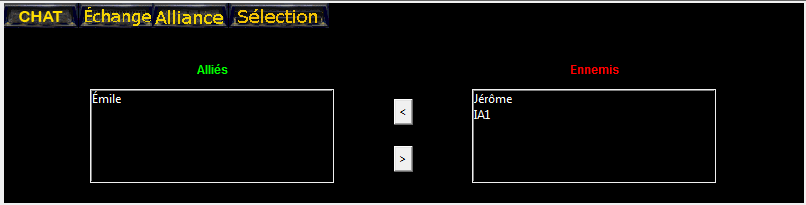 CHAT Échange Alliance Sélection
Alliés Ennemis
Émile
Jérôme
IA1
<
>